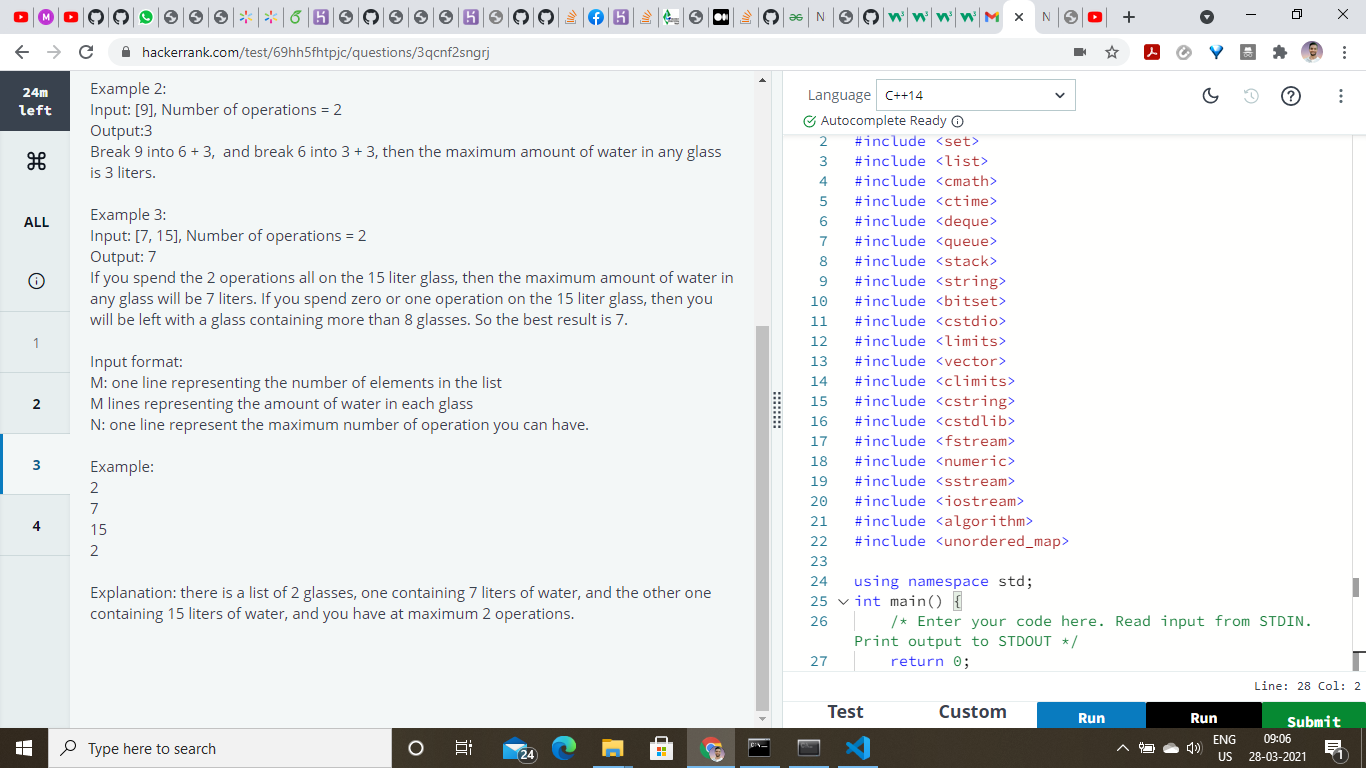 hackerrank.com/test/69hh5fhtpjc/questions/3qcnf2sngrj
24m
left
ALL
1
2
3
4
Example 2:
Input: [9], Number of operations = 2
Output:3
Break 9 into 6 + 3,  and break 6 into 3 + 3, then the maximum amount of water in any glass
is 3 liters.
Example 3:
Input: [7, 15], Number of operations = 2
Output: 7
If you spend the 2 operations all on the 15 liter glass, then the maximum amount of water in
any glass will be 7 liters. If you spend zero or one operation on the 15 liter glass, then you
will be left with a glass containing more than 8 glasses. So the best result is 7.
Input format:
M: one line representing the number of elements in the list
M lines representing the amount of water in each glass
N: one line represent the maximum number of operation you can have.
Example:
2
7
15
2
Explanation: there is a list of 2 glasses, one containing 7 liters of water, and the other one
containing 15 liters of water, and you have at maximum 2 operations.
Language C++14
Autocomplete Ready
2 #include <set>
3 #include <list>
4 #include <cmath>
5 #include <ctime>
6 #include <deque>
7 #include <queue>
8 #include <stack>
9 #include <string>
10 #include <bitset>
11 #include <cstdio>
12 #include <limits>
13 #include <vector>
14 #include <climits>
15 #include <cstring>
16 #include <cstdlib>
17 #include <fstream>
18 #include <numeric>
19 #include <sstream>
20 #include <iostream>
21 #include <algorithm>
22 #include <unordered_map>
23
24 using namespace std;
25 int main() {
26 /* Enter your code here. Read input from STDIN.
Print output to STDOUT */
27 return 0;
Line: 28 Col: 2
Test Custom Run Run Submit
Type here to search
24
ENG
US
09:06
28-03-2021
1